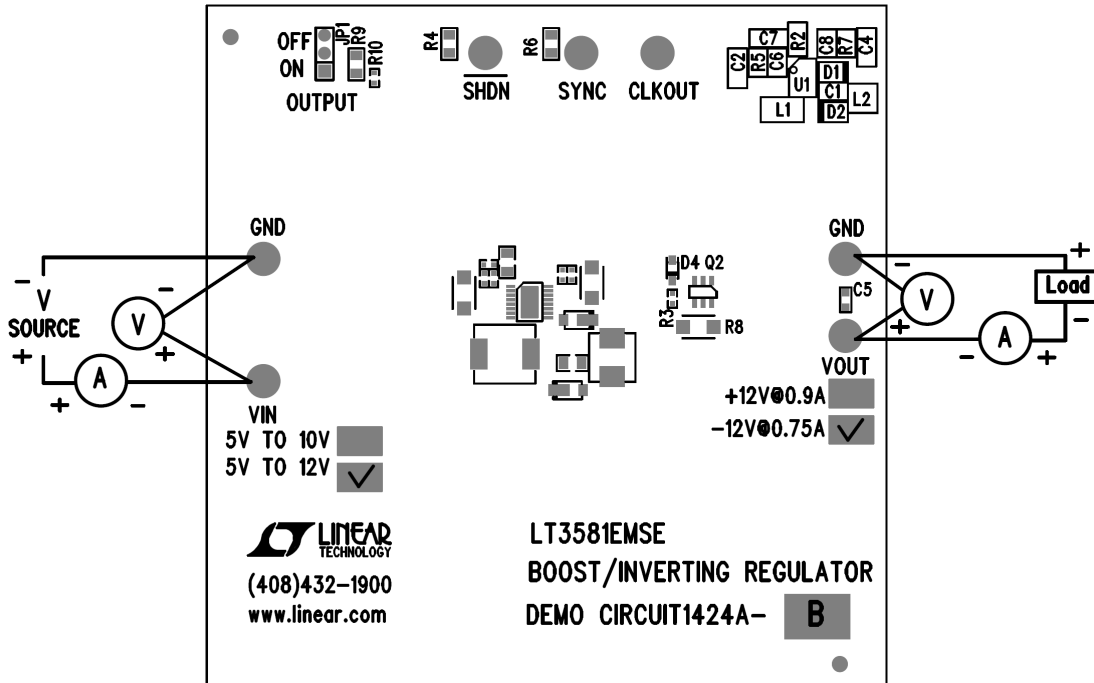 OFF
ON
JP1
R9
R10
OUTPUT
R4
SHDN
R6
SYNC
CLKOUT
C2
C7
R5
C6
R2
U1
L1
C8
R7
C4
D1
C1
D2
L2
GND
GND
-
V
SOURCE
+
-
V
+
A
+
-
VIN
5V TO 10V
5V TO 12V
D4 Q2
R3
R8
C5
-
V
+
+
Load
-
-
A
+
VOUT
+12V@0.9A
-12V@0.75A
LINEAR
TECHNOLOGY
(408)432-1900
www.linear.com
LT3581EMSE
BOOST/INVERTING REGULATOR
DEMO CIRCUIT1424A- B